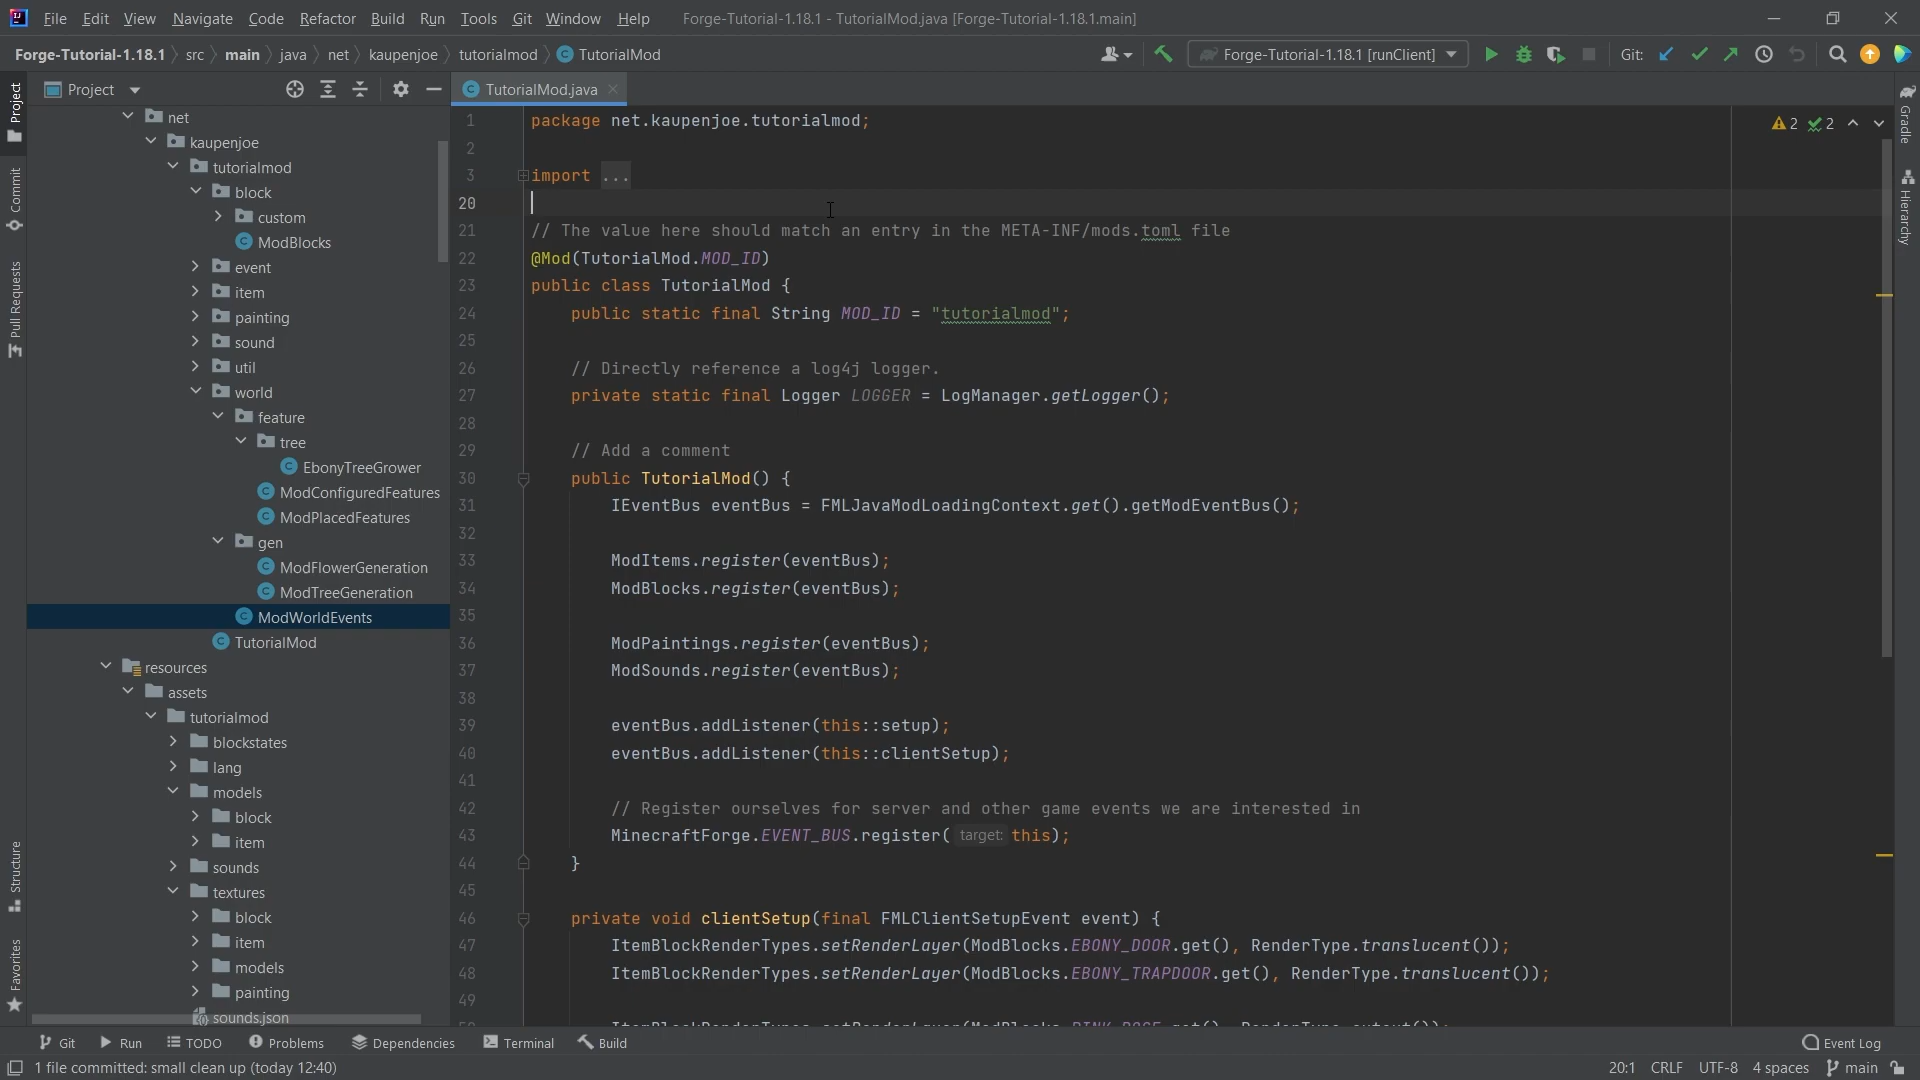 File Edit View Navigate Code Refactor Build Run Tools Git Window Help Forge-Tutorial-1.18.1 - TutorialMod.java [Forge-Tutorial-1.18.1.main]
Forge-Tutorial-1.18.1 src main java net kaupenjoe tutorialmod TutorialMod Forge-Tutorial-1.18.1 [runClient] Git:
Project
TutorialMod.java
Project
Commit
Pull Requests
Structure
Favorites
net
kaupenjoe
tutorialmod
block
custom
ModBlocks
event
item
painting
sound
util
world
feature
tree
EbonyTreeGrower
ModConfiguredFeatures
ModPlacedFeatures
gen
ModFlowerGeneration
ModTreeGeneration
ModWorldEvents
TutorialMod
resources
assets
tutorialmod
blockstates
lang
models
block
item
sounds
textures
block
item
models
painting
sounds.json
1 package net.kaupenjoe.tutorialmod;
2
3 import ...
20
21 // The value here should match an entry in the META-INF/mods.toml file
22 @Mod(TutorialMod.MOD_ID)
23 public class TutorialMod {
24 public static final String MOD_ID = "tutorialmod";
25
26 // Directly reference a log4j logger.
27 private static final Logger LOGGER = LogManager.getLogger();
28
29 // Add a comment
30 public TutorialMod() {
31 IEventBus eventBus = FMLJavaModLoadingContext.get().getModEventBus();
32
33 ModItems.register(eventBus);
34 ModBlocks.register(eventBus);
35
36 ModPaintings.register(eventBus);
37 ModSounds.register(eventBus);
38
39 eventBus.addListener(this::setup);
40 eventBus.addListener(this::clientSetup);
41
42 // Register ourselves for server and other game events we are interested in
43 MinecraftForge.EVENT_BUS.register( target: this);
44 }
45
46 private void clientSetup(final FMLClientSetupEvent event) {
47 ItemBlockRenderTypes.setRenderLayer(ModBlocks.EBONY_DOOR.get(), RenderType.translucent());
48 ItemBlockRenderTypes.setRenderLayer(ModBlocks.EBONY_TRAPDOOR.get(), RenderType.translucent());
49
2 2
Gradle
Hierarchy
Git Run TODO Problems Dependencies Terminal Build Event Log
1 file committed: small clean up (today 12:40) 20:1 CRLF UTF-8 4 spaces main